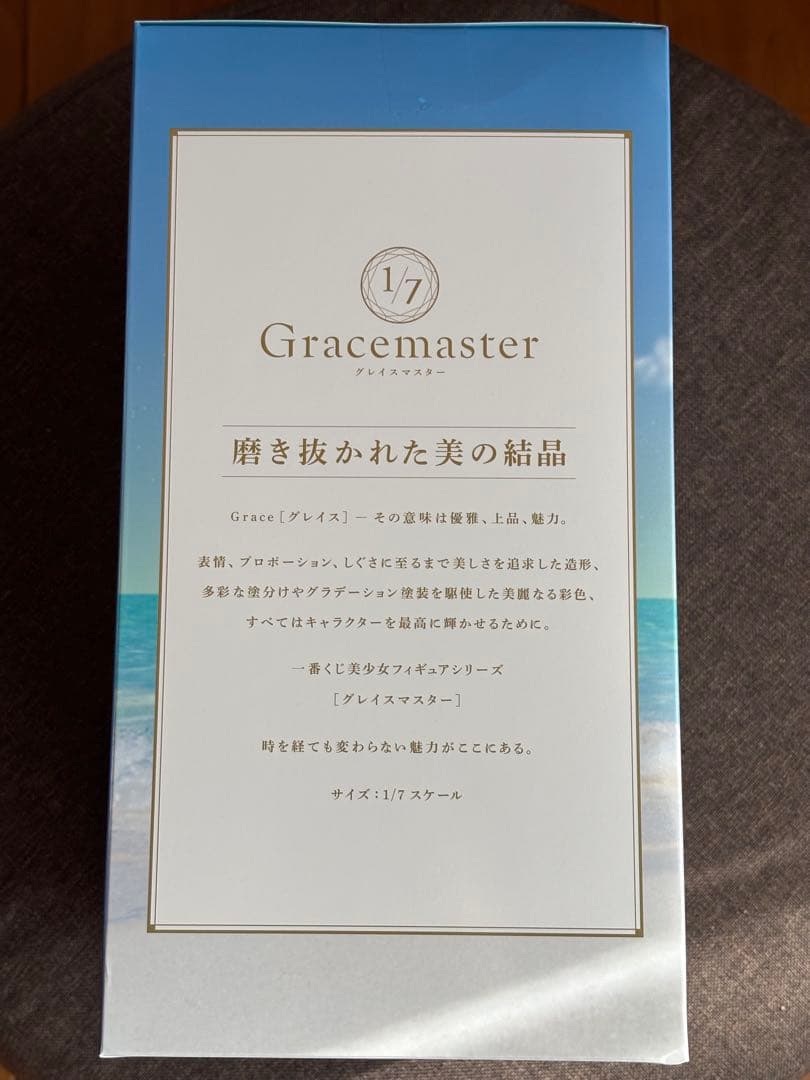 1/7
Gracemaster
グレイスマスター
磨き抜かれた美の結晶
Grace［グレイス］— その意味は優雅、上品、魅力。
表情、プロポーション、しぐさに至るまで美しさを追求した造形、
多彩な塗分けやグラデーション塗装を駆使した美麗なる彩色、
すべてはキャラクターを最高に輝かせるために。
一番くじ美少女フィギュアシリーズ
［グレイスマスター］
時を経ても変わらない魅力がここにある。
サイズ：1/7 スケール